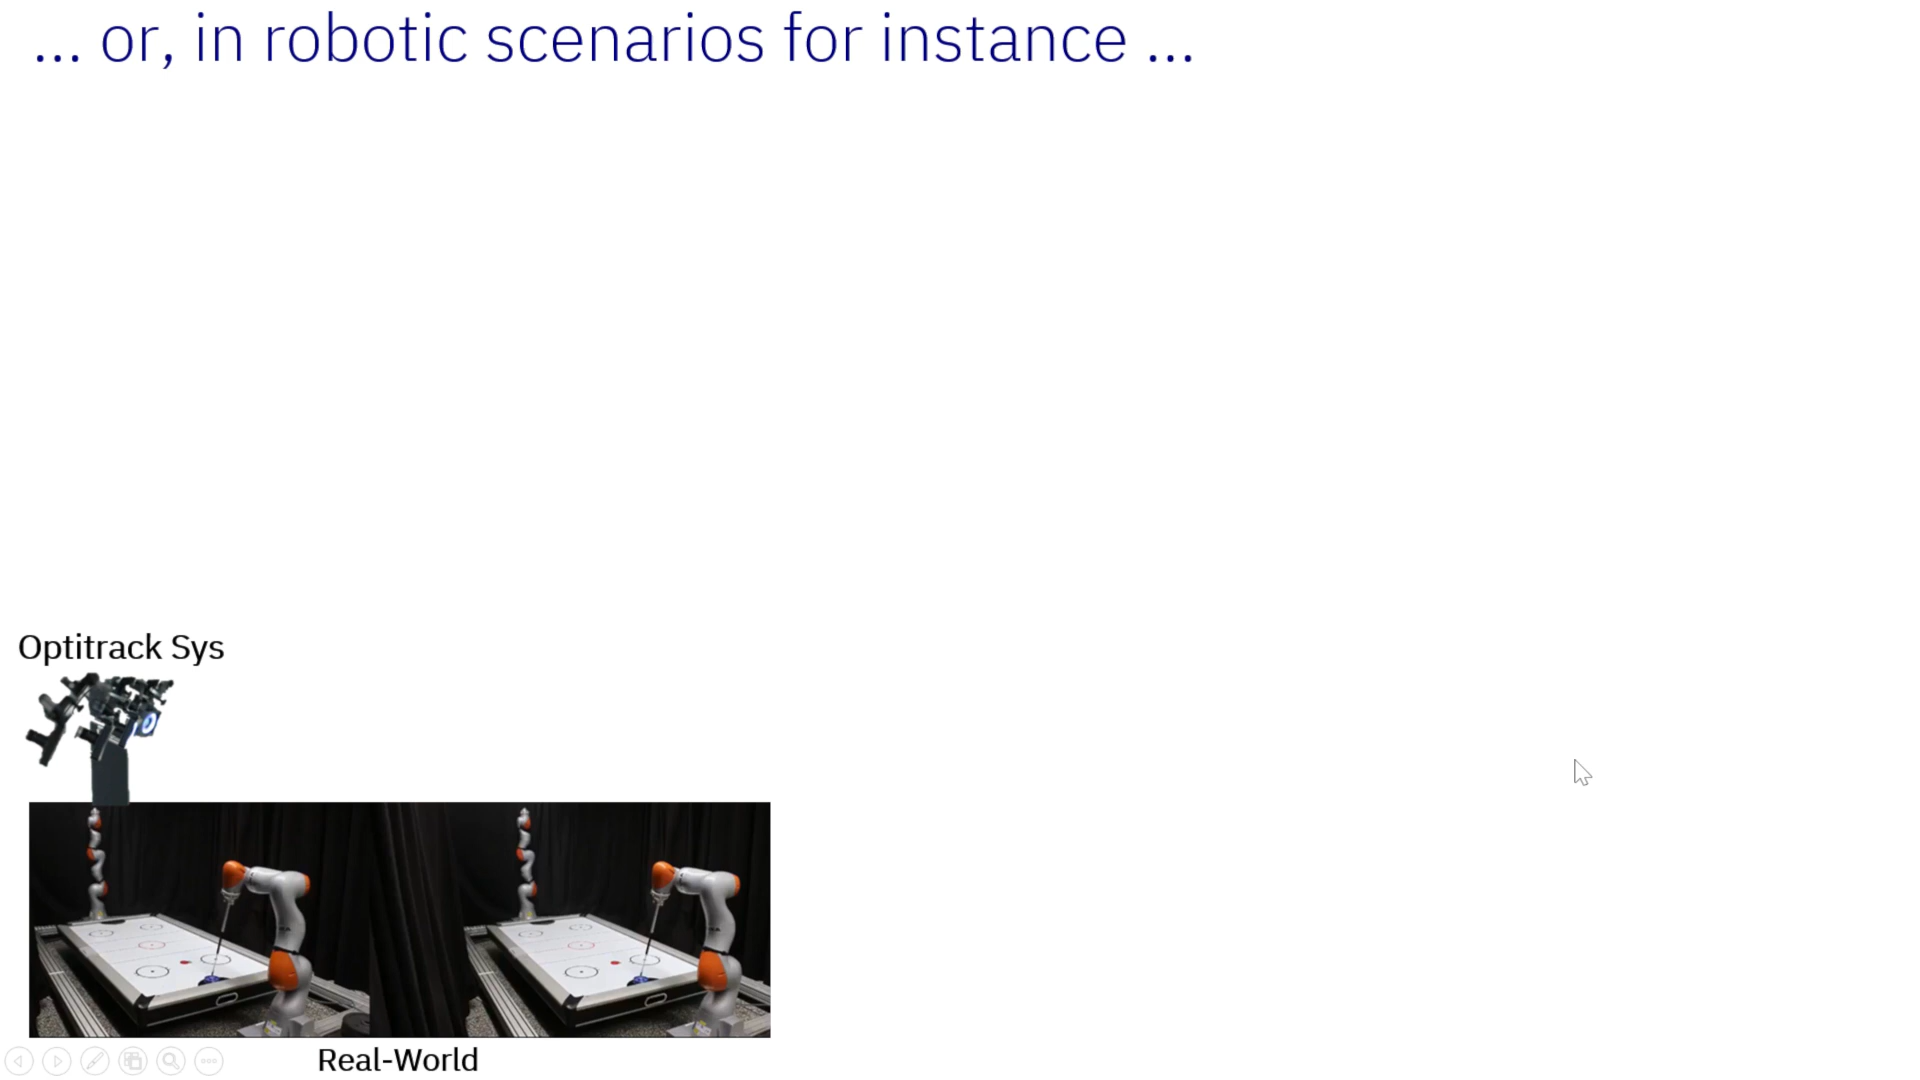 ... or, in robotic scenarios for instance ...
Optitrack Sys
Real-World